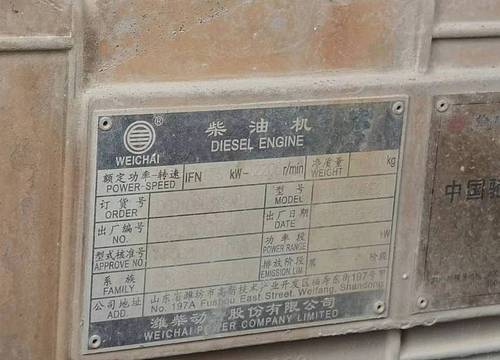 柴油机
DIESEL ENGINE
WEICHAI ®
额定功率-转速 IFN kW- r/min 净质量 kg
POWER-SPEED WEIGHT
订货号 型号
ORDER MODEL
出厂编号 出厂日期
NO. DATE
型式核准号 功率段 kW
APPROVE NO. POWER RANGE
系族 排放阶段 阶段
FAMILY EMISSION LIM.
公司地址 山东省潍坊市高新技术产业开发区福寿东街197号甲
ADD. No. 197A Fushou East Street, Weifang, Shandong
潍柴动 股份有限公司
WEICHAI POWER COMPANY LIMITED
中国